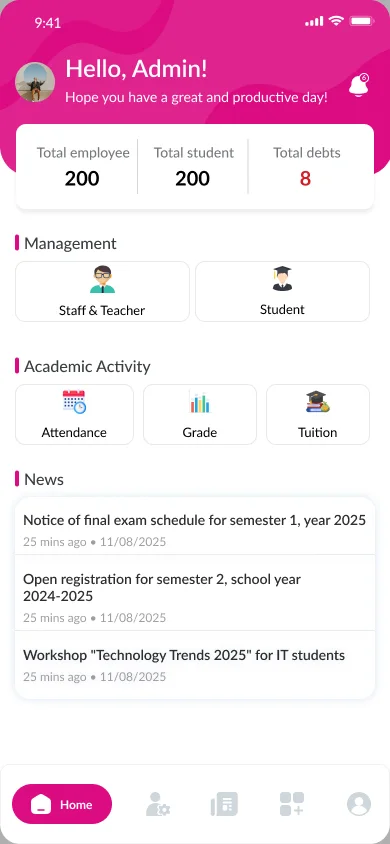 9:41
Hello, Admin!
Hope you have a great and productive day!
6
Total employee
200
Total student
200
Total debts
8
Management
Staff & Teacher
Student
Academic Activity
Attendance
Grade
Tuition
News
Notice of final exam schedule for semester 1, year 2025
25 mins ago • 11/08/2025
Open registration for semester 2, school year
2024-2025
25 mins ago • 11/08/2025
Workshop "Technology Trends 2025" for IT students
25 mins ago • 11/08/2025
Home